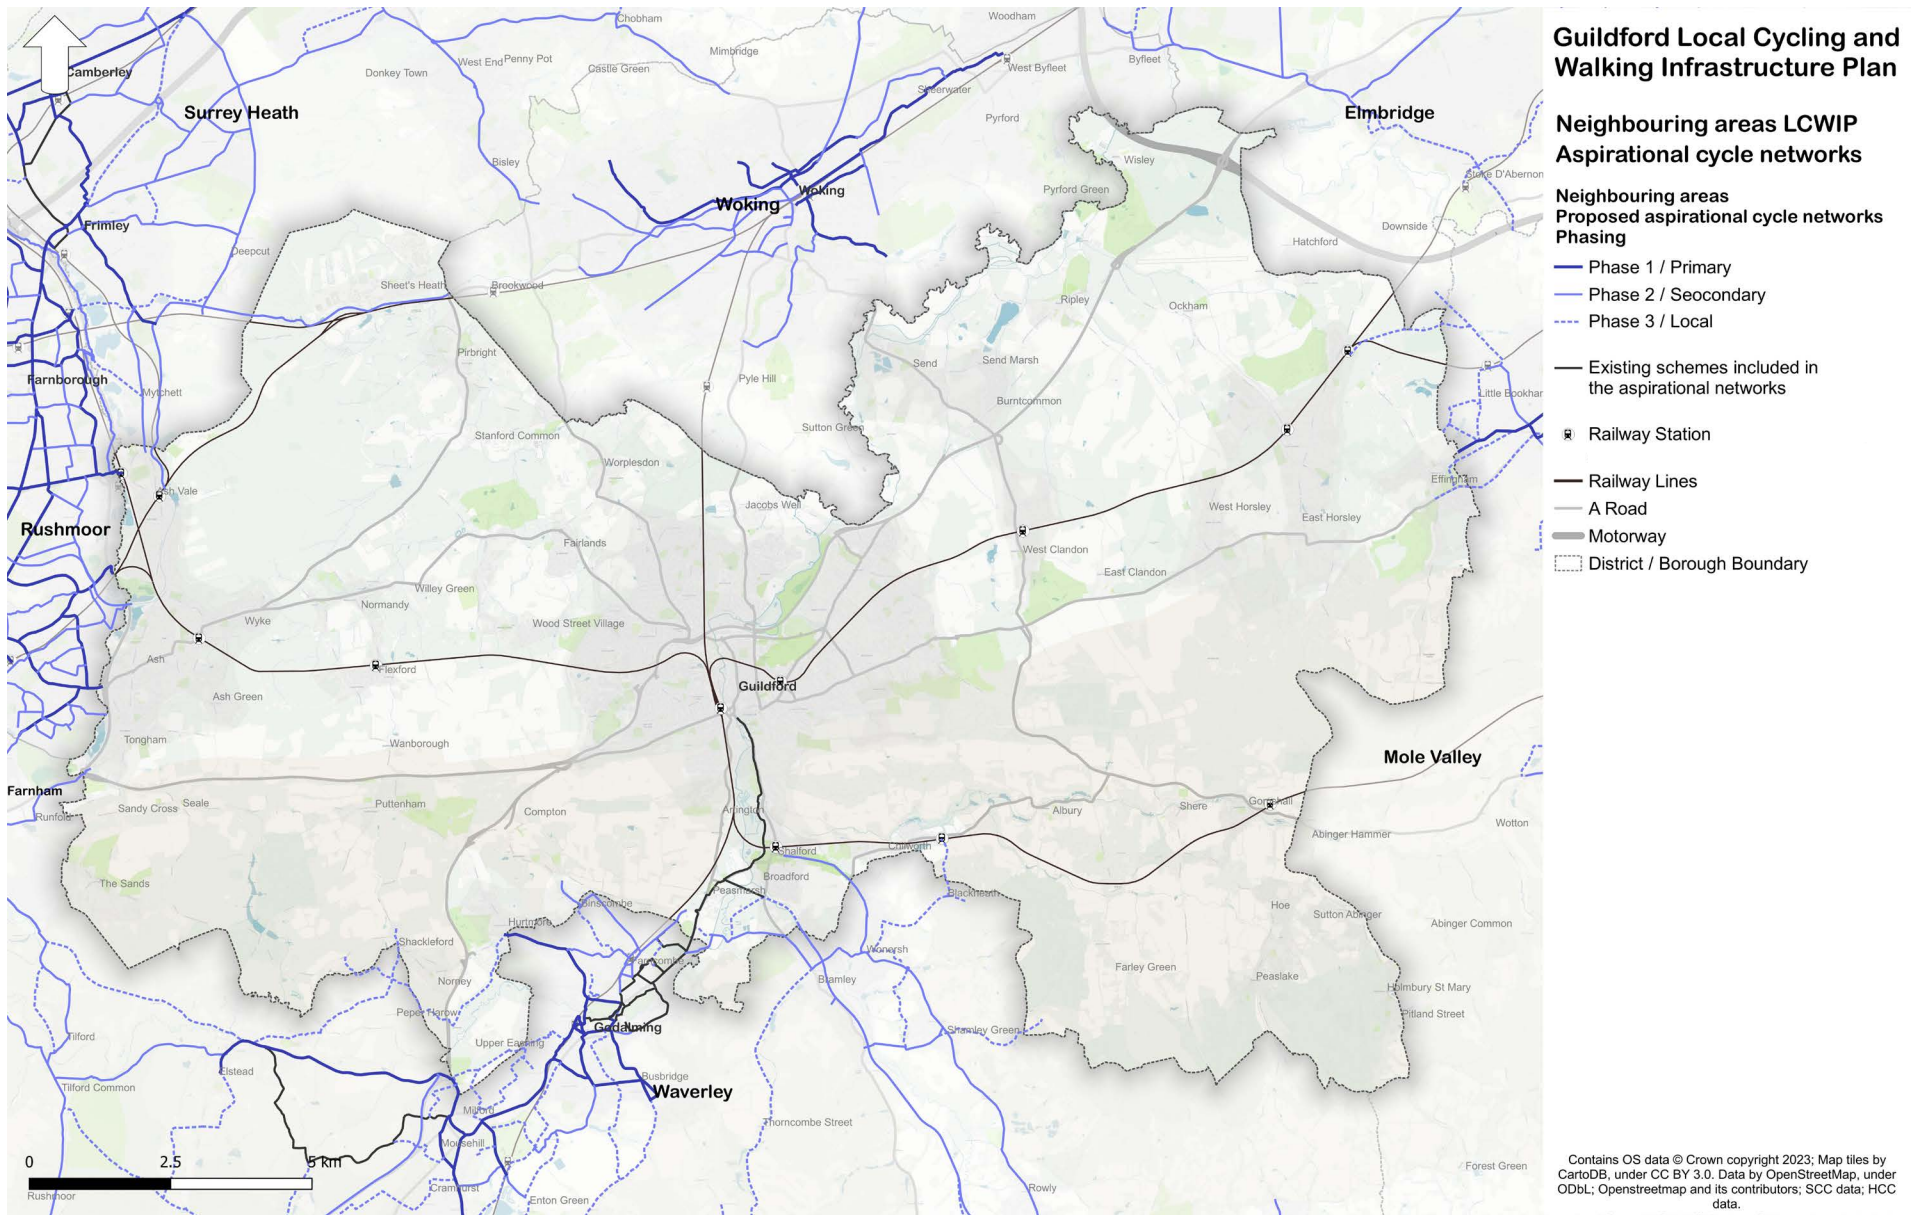 Guildford Local Cycling and
Walking Infrastructure Plan
Neighbouring areas LCWIP
Aspirational cycle networks
Neighbouring areas
Proposed aspirational cycle networks
Phasing
Phase 1 / Primary
Phase 2 / Seocondary
Phase 3 / Local
Existing schemes included in
the aspirational networks
Railway Station
Railway Lines
A Road
Motorway
District / Borough Boundary
Contains OS data © Crown copyright 2023; Map tiles by
CartoDB, under CC BY 3.0. Data by OpenStreetMap, under
ODbL; Openstreetmap and its contributors; SCC data; HCC
data.
Chobham
Woodham
Mimbridge
West End
Penny Pot
Castle Green
Donkey Town
Camberley
West Byfleet
Byfleet
Sheerwater
Surrey Heath
Elmbridge
Pyrford
Bisley
Wisley
Stoke D'Abernon
Woking
Woking
Pyrford Green
Frimley
Downside
Hatchford
Deepcut
Sheet's Heath
Brookwood
Ripley
Ockham
Pirbright
Send
Send Marsh
Farnborough
Pyle Hill
Mytchett
Little Bookham
Burntcommon
Sutton Green
Stanford Common
Worplesdon
Effingham
Ash Vale
Jacobs Well
West Horsley
East Horsley
Rushmoor
Fairlands
West Clandon
East Clandon
Willey Green
Normandy
Wyke
Wood Street Village
Ash
Flexford
Guildford
Ash Green
Tongham
Wanborough
Mole Valley
Farnham
Sandy Cross
Seale
Puttenham
Compton
Artington
Albury
Shere
Gomshall
Runfold
Wotton
Abinger Hammer
Shalford
Chilworth
Broadford
The Sands
Peasmarsh
Blackheath
Binscombe
Hoe
Sutton Abinger
Hurtmore
Abinger Common
Shackleford
Wonersh
Farncombe
Farley Green
Peaslake
Norney
Bramley
Holmbury St Mary
Peper Harow
Pitland Street
Godalming
Shamley Green
Tilford
Upper Eashing
Elstead
Busbridge
Tilford Common
Waverley
Milford
Thorncombe Street
Mousehill
0 2.5 5 km
Forest Green
Rushmoor
Cramhurst
Enton Green
Rowly